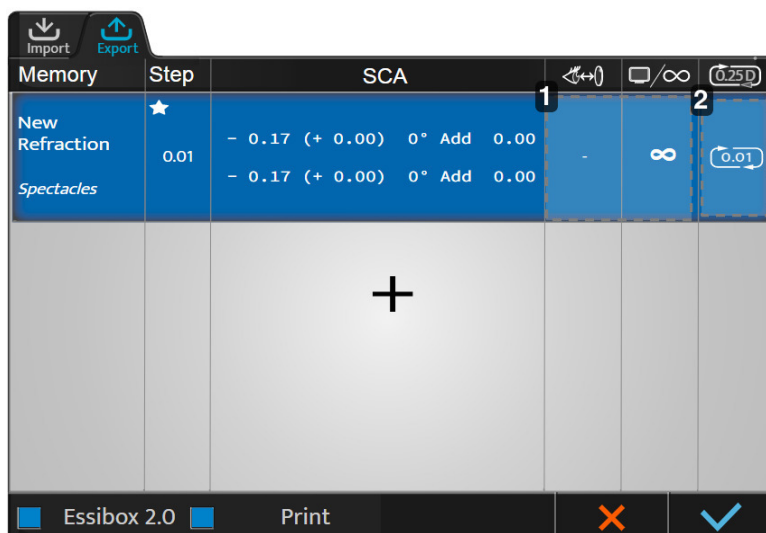 Import
Export
Memory
Step
SCA
/∞
0.25 D
1
2
New
Refraction
Spectacles
0.01
- 0.17 (+ 0.00) 0° Add 0.00
- 0.17 (+ 0.00) 0° Add 0.00
-
∞
0.01
+
Essibox 2.0
Print